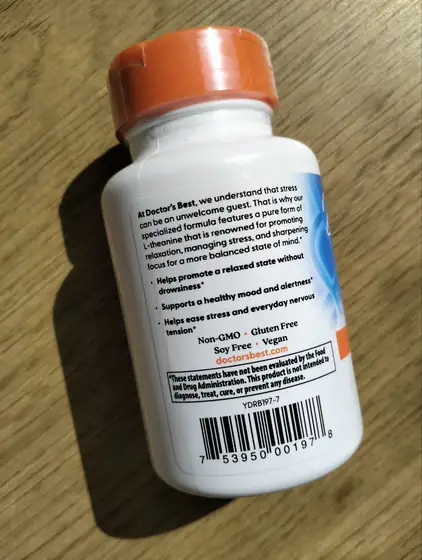 At Doctor's Best, we understand that stress
can be an unwelcome guest. That is why our
specialized formula features a pure form of
L-theanine that is renowned for promoting
relaxation, managing stress, and sharpening
focus for a more balanced state of mind.*
• Helps promote a relaxed state without
drowsiness*
• Supports a healthy mood and alertness*
• Helps ease stress and everyday nervous
tension*
Non-GMO • Gluten Free
Soy Free • Vegan
doctorsbest.com
*These statements have not been evaluated by the Food
and Drug Administration. This product is not intended to
diagnose, treat, cure, or prevent any disease.
YDRB197-7
7 53950 00197 8